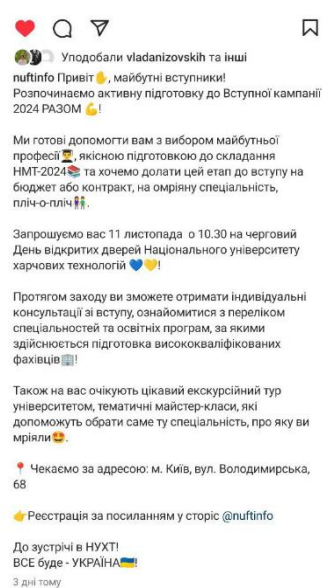 Уподобали vladanizovskih та інші
nuftinfo Привіт✋, майбутні вступники!
Розпочинаємо активну підготовку до Вступної кампанії
2024 РАЗОМ 💪!
Ми готові допомогти вам з вибором майбутньої
професії👨‍🎓, якісною підготовкою до складання
НМТ-2024📚 та хочемо долати цей етап до вступу на
бюджет або контракт, на омріяну спеціальність,
пліч-о-пліч👫.
Запрошуємо вас 11 листопада о 10.30 на черговий
День відкритих дверей Національного університету
харчових технологій 💙💛!
Протягом заходу ви зможете отримати індивідуальні
консультації зі вступу, ознайомитися з переліком
спеціальностей та освітніх програм, за якими
здійснюється підготовка висококваліфікованих
фахівців🏢!
Також на вас очікують цікавий екскурсійний тур
університетом, тематичні майстер-класи, які
допоможуть обрати саме ту спеціальність, про яку ви
мріяли🤩.
📍 Чекаємо за адресою: м. Київ, вул. Володимирська,
68
👉Реєстрація за посиланням у сторіс @nuftinfo
До зустрічі в НУХТ!
ВСЕ буде - УКРАЇНА🇺🇦!
3 дні тому